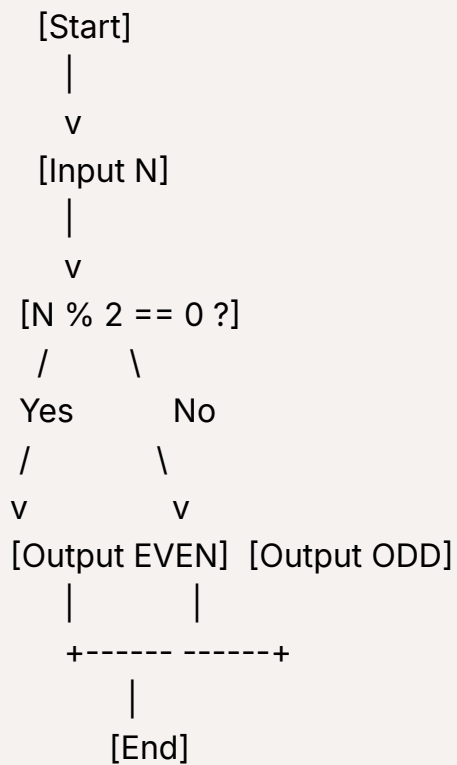 [Start]
|
v
[Input N]
|
v
[N % 2 == 0 ?]
/ \
Yes No
/ \
v v
[Output EVEN] [Output ODD]
| |
+------ ------+
|
[End]